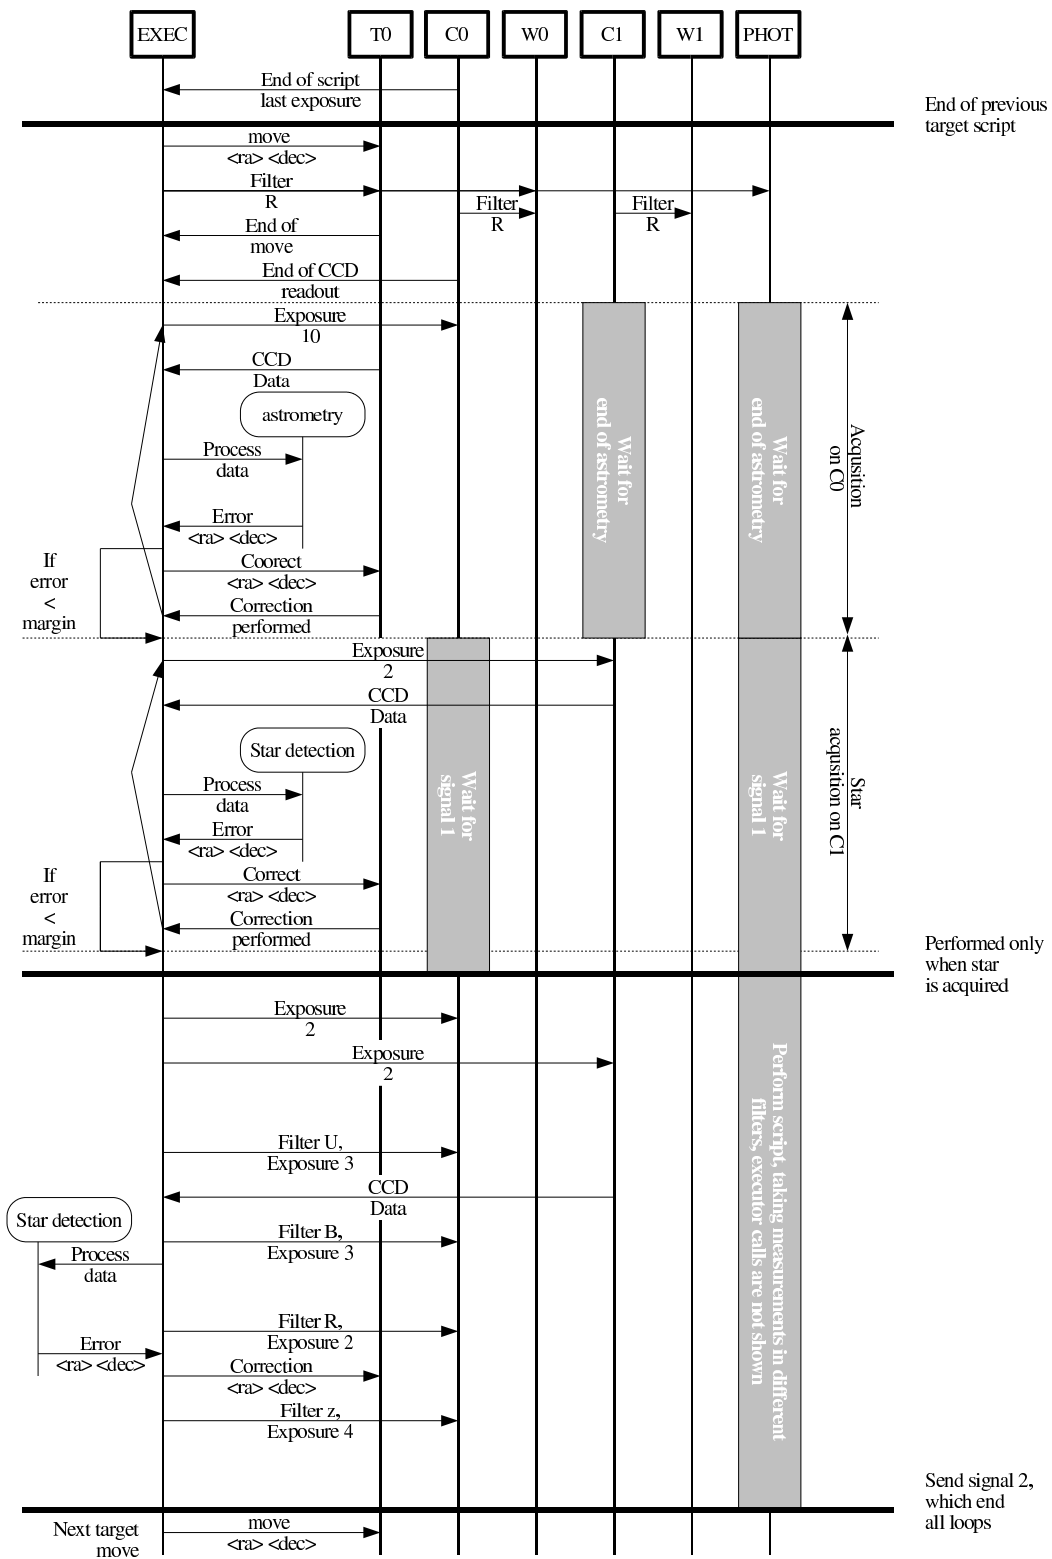 EXEC
T0
C0
W0
C1
W1
PHOT
End of script
last exposure
End of previous
target script
move
<ra> <dec>
Filter
R
Filter
R
Filter
R
End of
move
End of CCD
readout
Exposure
10
CCD
Data
astrometry
Process
data
Error
<ra> <dec>
If
error
<
margin
Coorect
<ra> <dec>
Correction
performed
Wait for
end of astrometry
Wait for
end of astrometry
Acqusition
on C0
Exposure
2
CCD
Data
Star detection
Process
data
Error
<ra> <dec>
If
error
<
margin
Correct
<ra> <dec>
Correction
performed
Wait for
signal 1
Wait for
signal 1
Star
acqusition on C1
Performed only
when star
is acquired
Exposure
2
Exposure
2
Filter U,
Exposure 3
CCD
Data
Star detection
Filter B,
Exposure 3
Process
data
Filter R,
Exposure 2
Error
<ra> <dec>
Correction
<ra> <dec>
Filter z,
Exposure 4
Perform script, taking measurements in different
filters, executor calls are not shown
Send signal 2,
which end
all loops
Next target
move
move
<ra> <dec>